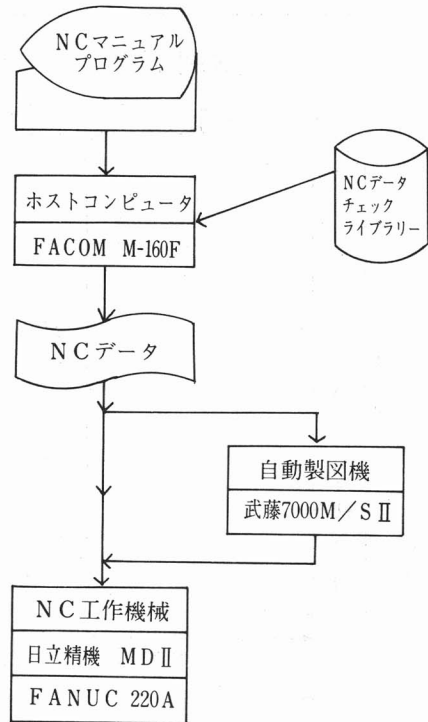 NCマニュアル
プログラム
ホストコンピュータ
FACOM M-160F
NCデータ
チェック
ライブラリー
NCデータ
自動製図機
武藤7000M/SⅡ
NC工作機械
日立精機 MDⅡ
FANUC 220A